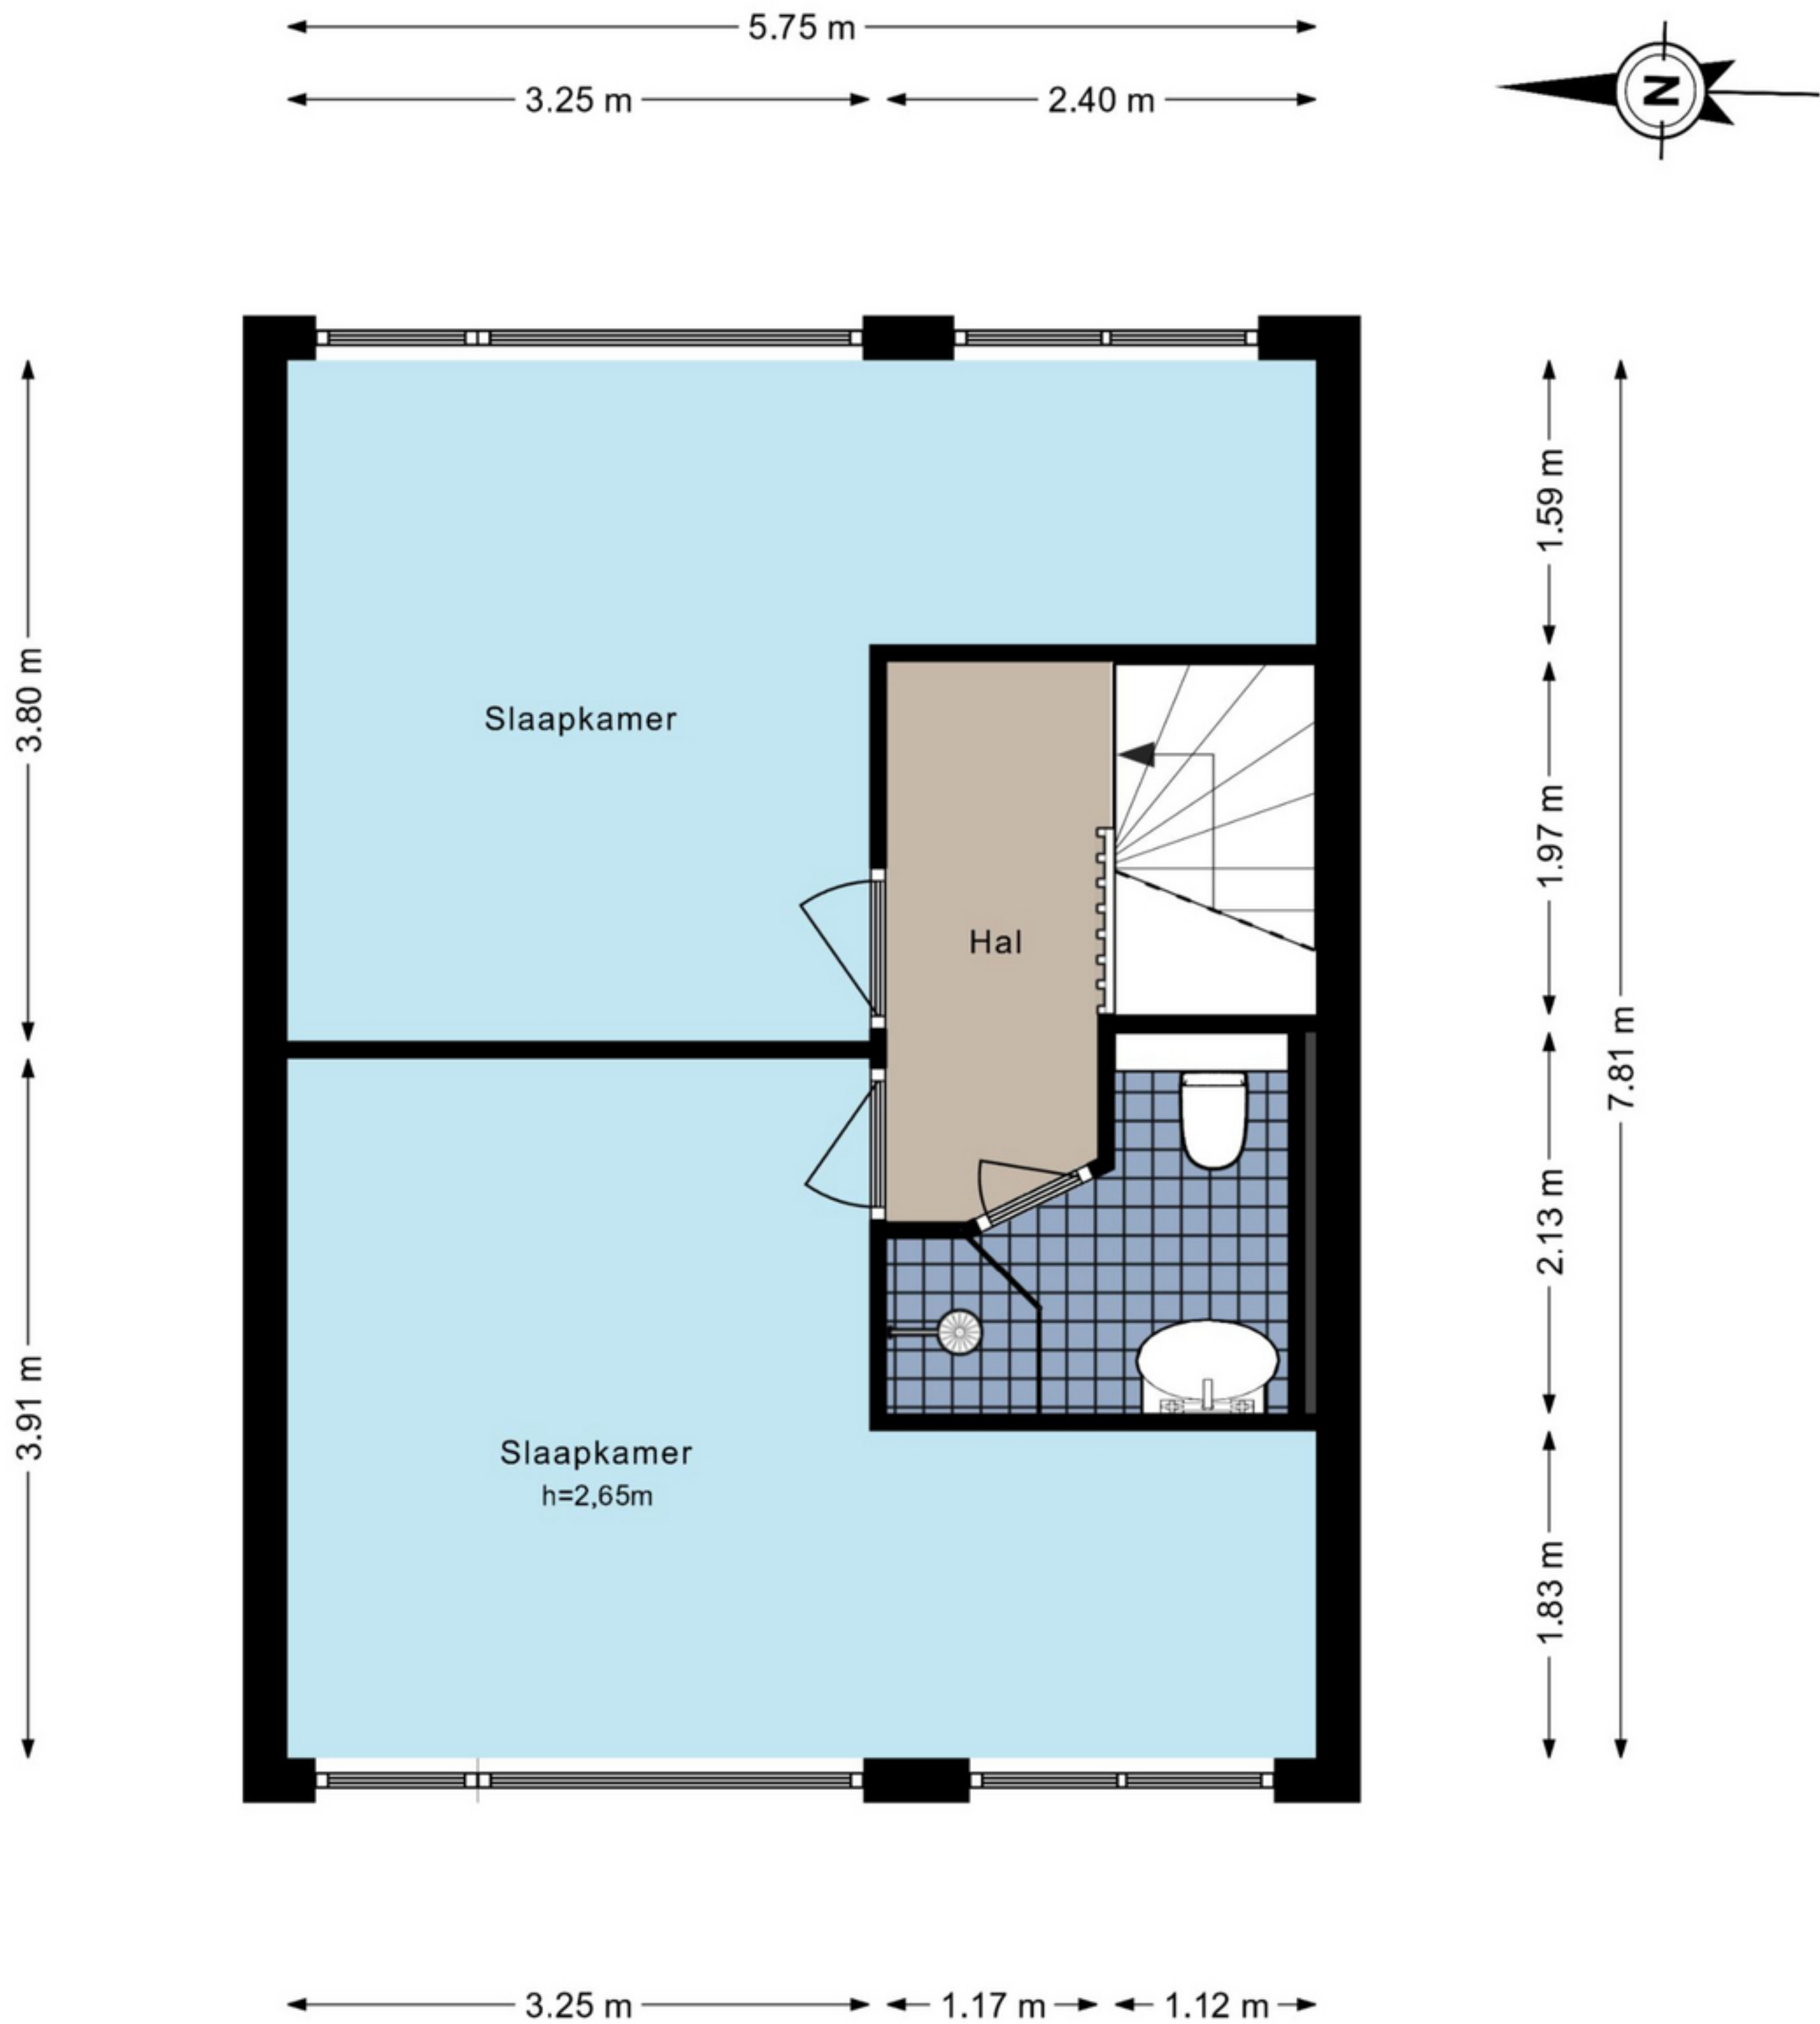 5.75 m
3.25 m
2.40 m
N
1.59 m
3.80 m
Slaapkamer
1.97 m
Hal
7.81 m
2.13 m
3.91 m
Slaapkamer
h=2,65m
1.83 m
3.25 m
1.17 m
1.12 m